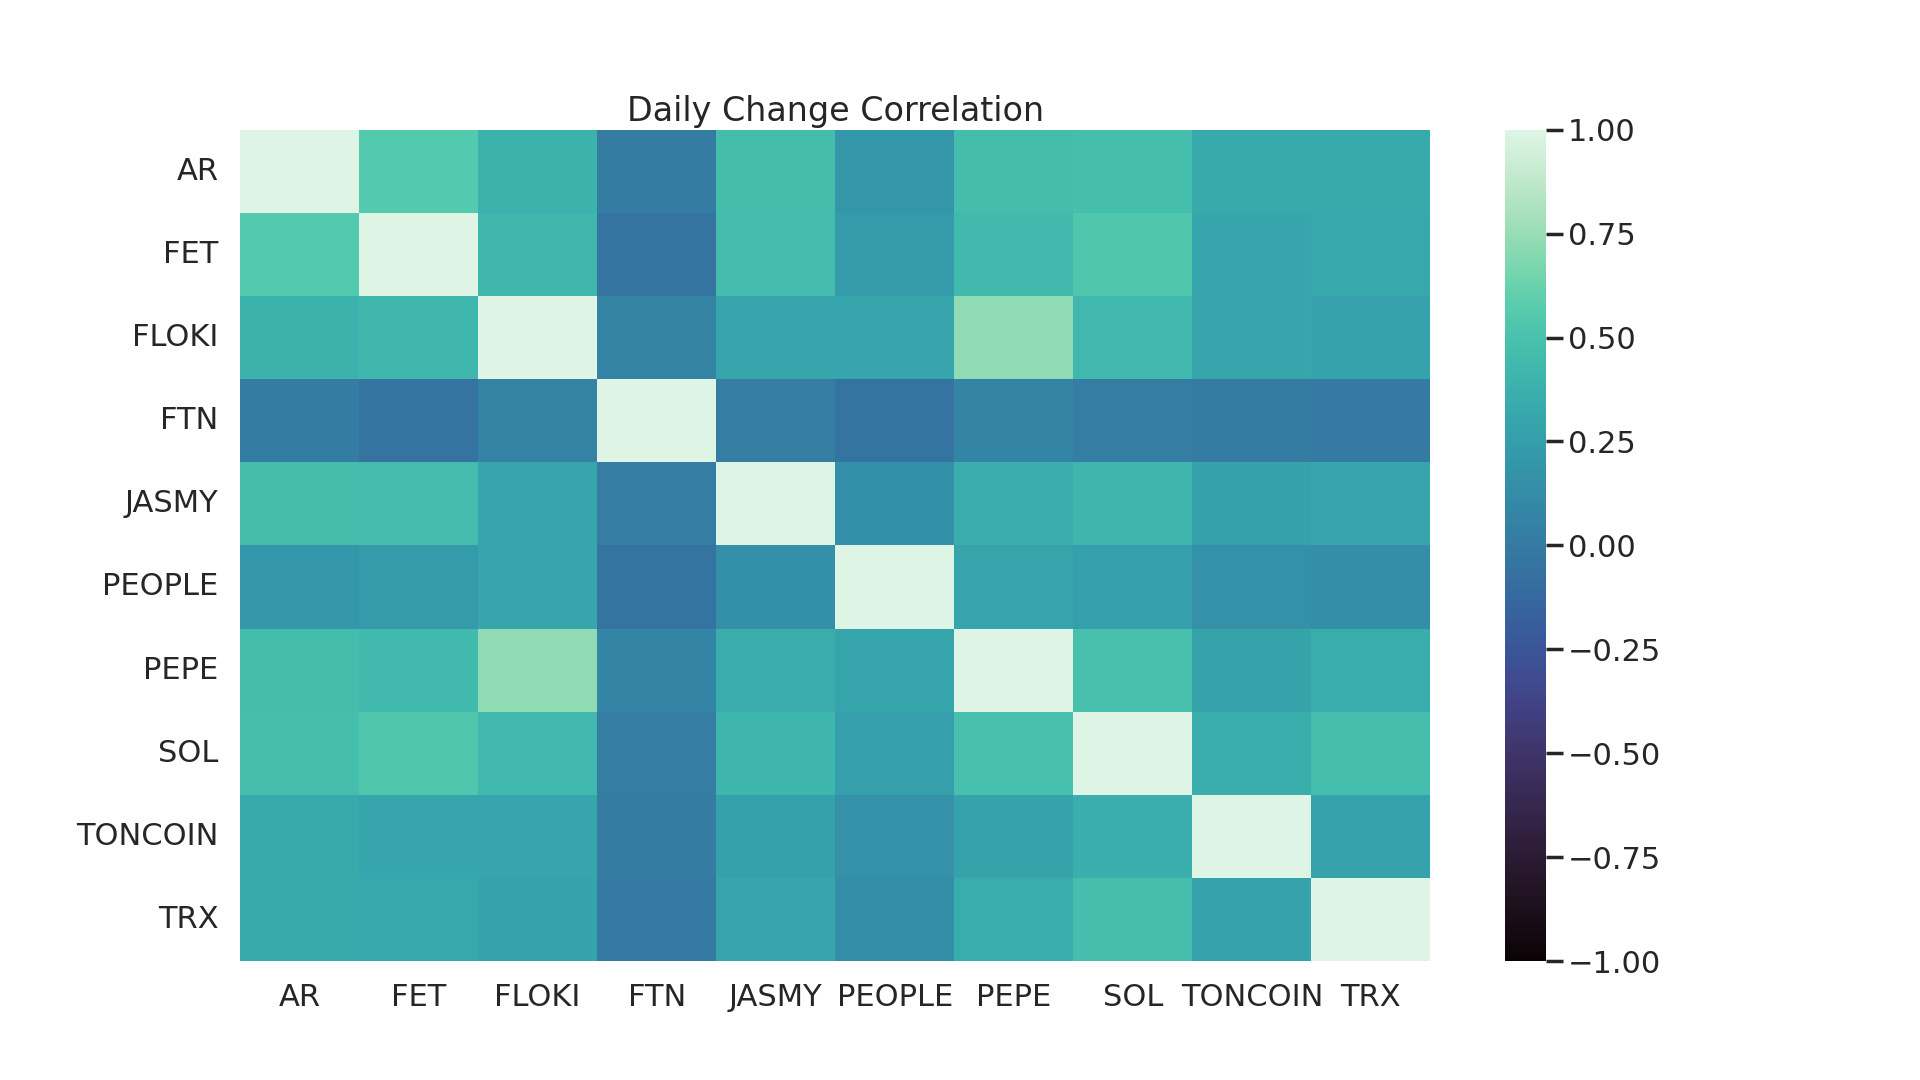 Daily Change Correlation
AR
FET
FLOKI
FTN
JASMY
PEOPLE
PEPE
SOL
TONCOIN
TRX
AR FET FLOKI FTN JASMY PEOPLE PEPE SOL TONCOIN TRX
1.00
0.75
0.50
0.25
0.00
−0.25
−0.50
−0.75
−1.00